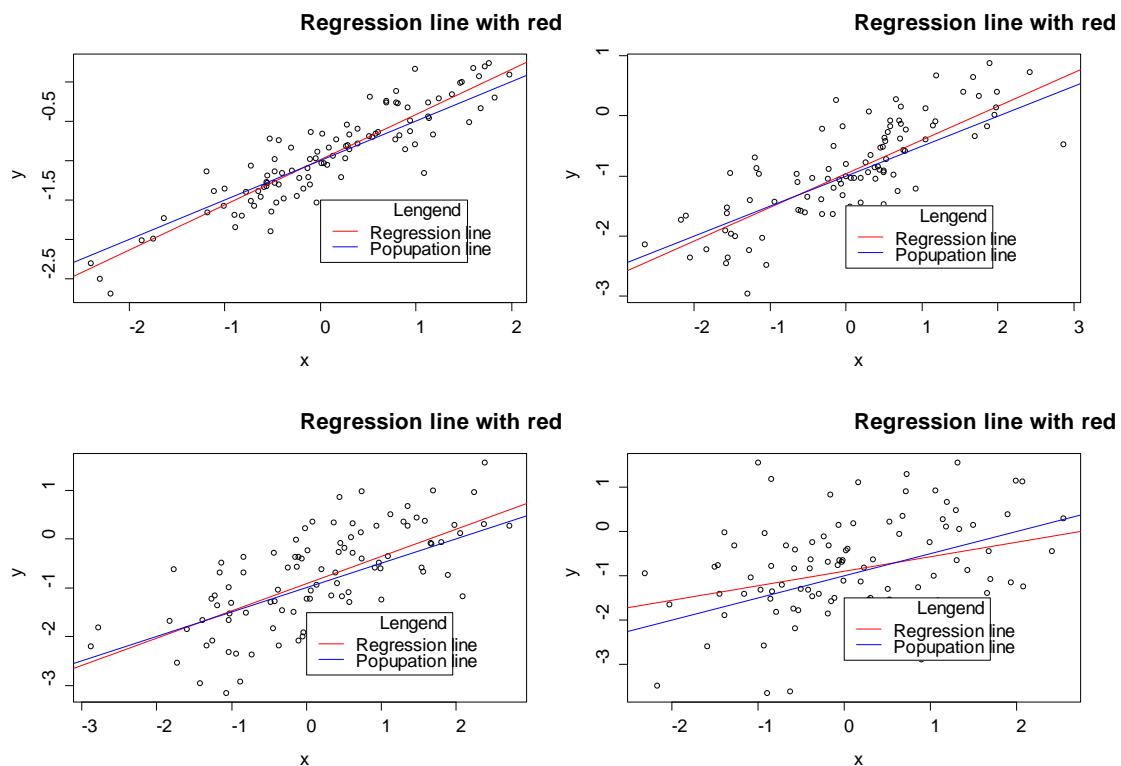 Regression line with red
Regression line with red
y
-2.5
-1.5
-0.5
Lengend
Regression line
Popupation line
-2
-1
0
1
2
x
y
-3
-2
-1
0
1
Lengend
Regression line
Popupation line
-2
-1
0
1
2
3
x
Regression line with red
Regression line with red
y
-3
-2
-1
0
1
Lengend
Regression line
Popupation line
-3
-2
-1
0
1
2
x
y
-3
-2
-1
0
1
Lengend
Regression line
Popupation line
-2
-1
0
1
2
x